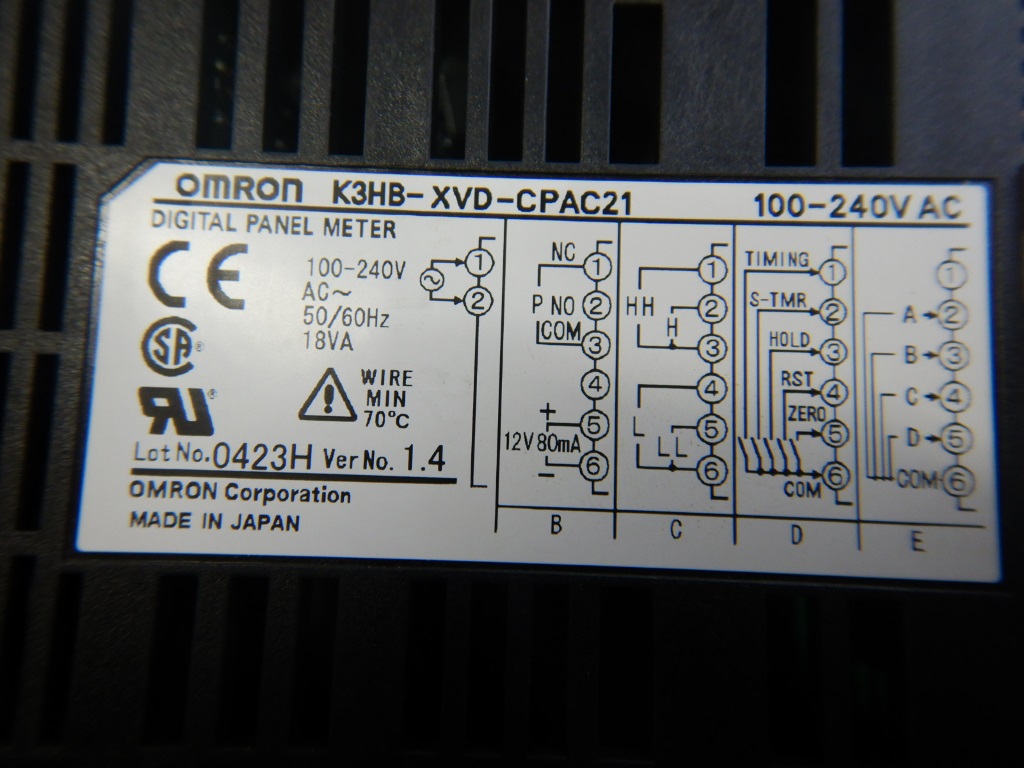 OMRON K3HB-XVD-CPAC21 100-240V AC
DIGITAL PANEL METER
CE
100-240V
AC~
50/60Hz
18VA
SA ®
RU ®
WIRE
MIN
70°C
Lot No. 0423H Ver No. 1.4
OMRON Corporation
MADE IN JAPAN
1
2
NC 1
P NO 2
COM 3
4
+ 5
12V 80mA
- 6
B
1
HH 2
H 3
4
L 5
LL 6
C
TIMING 1
S-TMR 2
HOLD 3
RST 4
ZERO 5
COM 6
D
1
A 2
B 3
C 4
D 5
COM 6
E